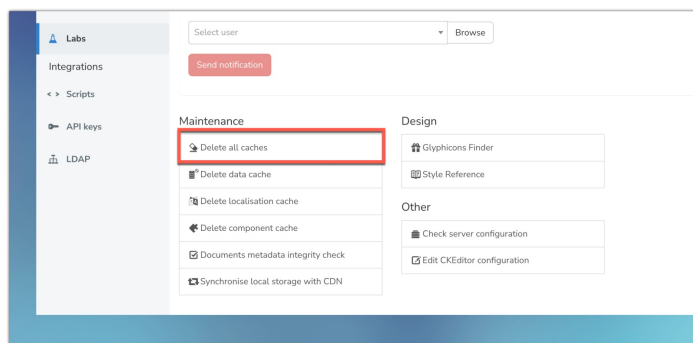 Select user
Browse
Labs
Integrations
Send notification
< > Scripts
API keys
LDAP
Maintenance
Delete all caches
Delete data cache
Delete localisation cache
Delete component cache
Documents metadata integrity check
Synchronise local storage with CDN
Design
Glyphicons Finder
Style Reference
Other
Check server configuration
Edit CKEditor configuration